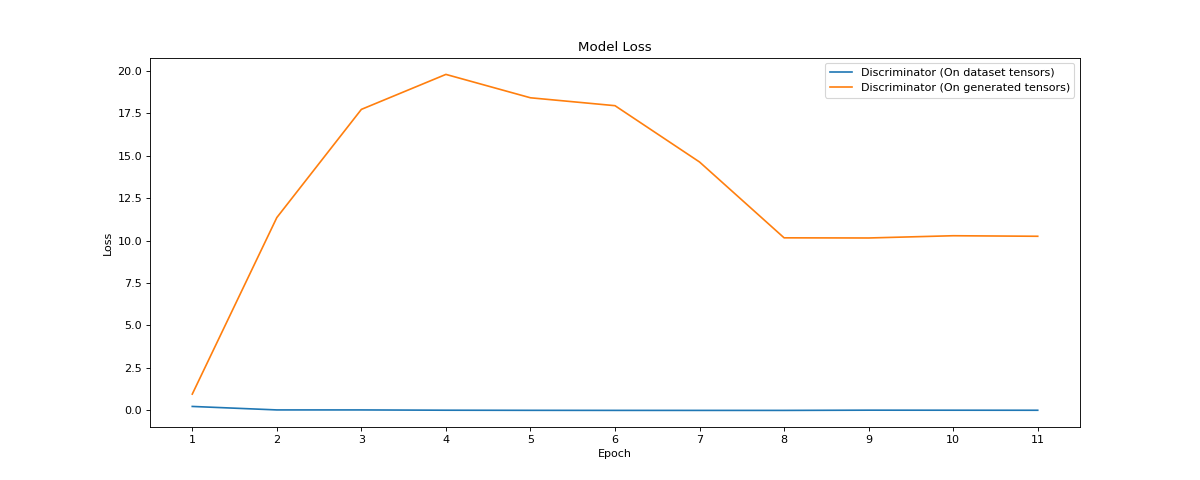 Model Loss
Discriminator (On dataset tensors)
Discriminator (On generated tensors)
20.0
17.5
15.0
12.5
10.0
7.5
5.0
2.5
0.0
Loss
1 2 3 4 5 6 7 8 9 10 11
Epoch